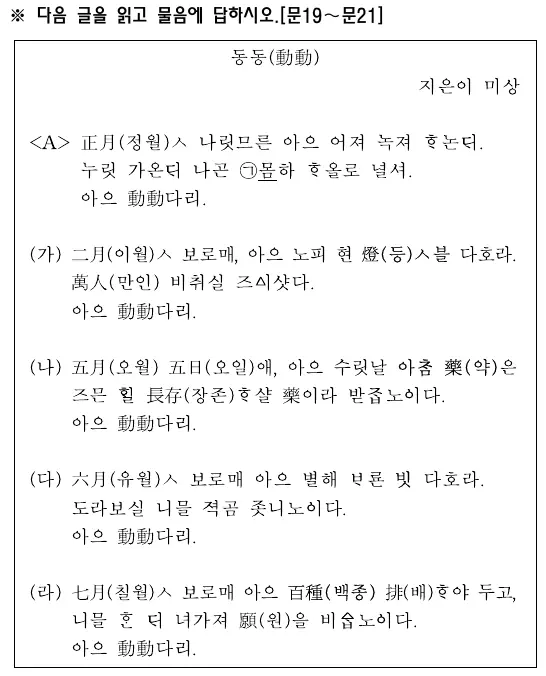 ※ 다음 글을 읽고 물음에 답하시오.[문19～문21]
동동(動動)
지은이 미상
<A> 正月(정월)ㅅ 나릿므른 아으 어져 녹져 ᄒᆞ논ᄃᆡ.
누릿 가온ᄃᆡ 나곤 ㉠몸하 ᄒᆞ올로 녈셔.
아으 動動다리.
(가) 二月(이월)ㅅ 보로매, 아으 노피 현 燈(등)ㅅ블 다호라.
萬人(만인) 비취실 즈ᅀᅵ샷다.
아으 動動다리.
(나) 五月(오월) 五日(오일)애, 아으 수릿날 아ᄎᆞᆷ 藥(약)은
즈믄 ᄒᆡᆯ 長存(장존)ᄒᆞ샬 藥이라 받ᄌᆞᆸ노이다.
아으 動動다리.
(다) 六月(유월)ㅅ 보로매 아으 별해 ᄇᆞ룐 빗 다호라.
도라보실 니믈 젹곰 좃니노이다.
아으 動動다리.
(라) 七月(칠월)ㅅ 보로매 아으 百種(백종) 排(배)ᄒᆞ야 두고,
니믈 ᄒᆞᆫ ᄃᆡ 녀가져 願(원)을 비ᅀᆞᆸ노이다.
아으 動動다리.